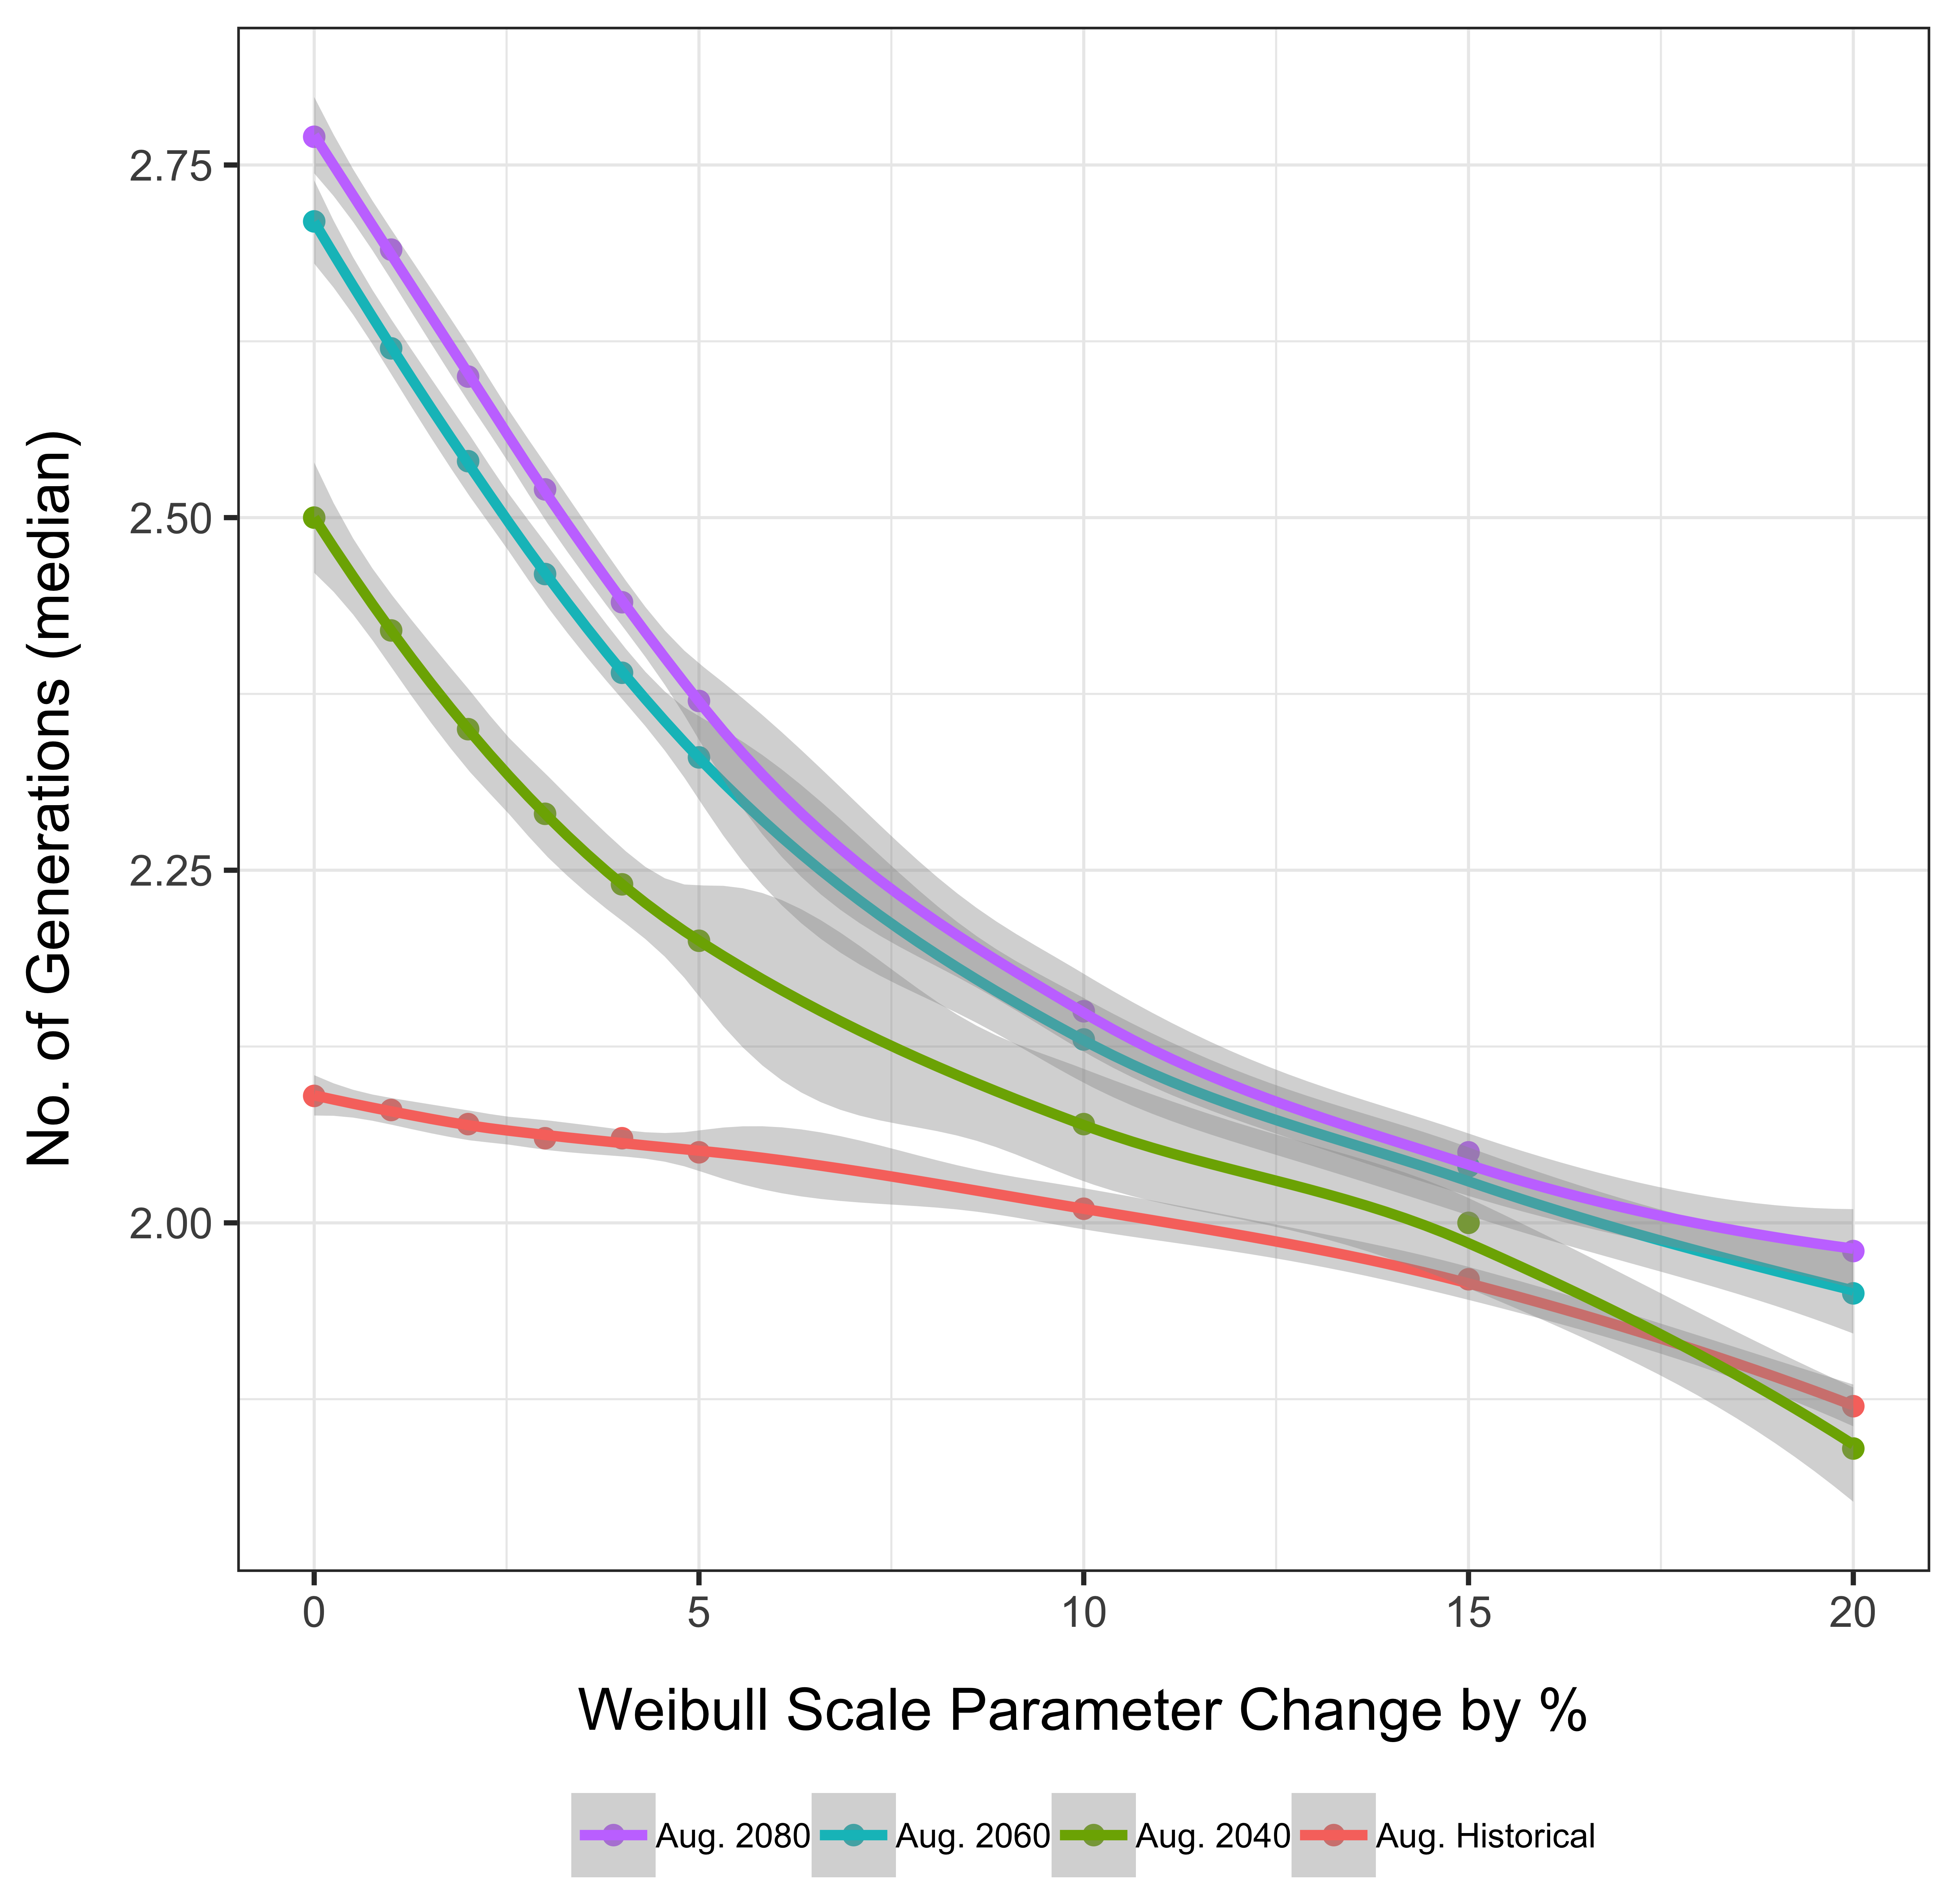 No. of Generations (median)
2.75
2.50
2.25
2.00
0 5 10 15 20
Weibull Scale Parameter Change by %
Aug. 2080 Aug. 2060 Aug. 2040 Aug. Historical